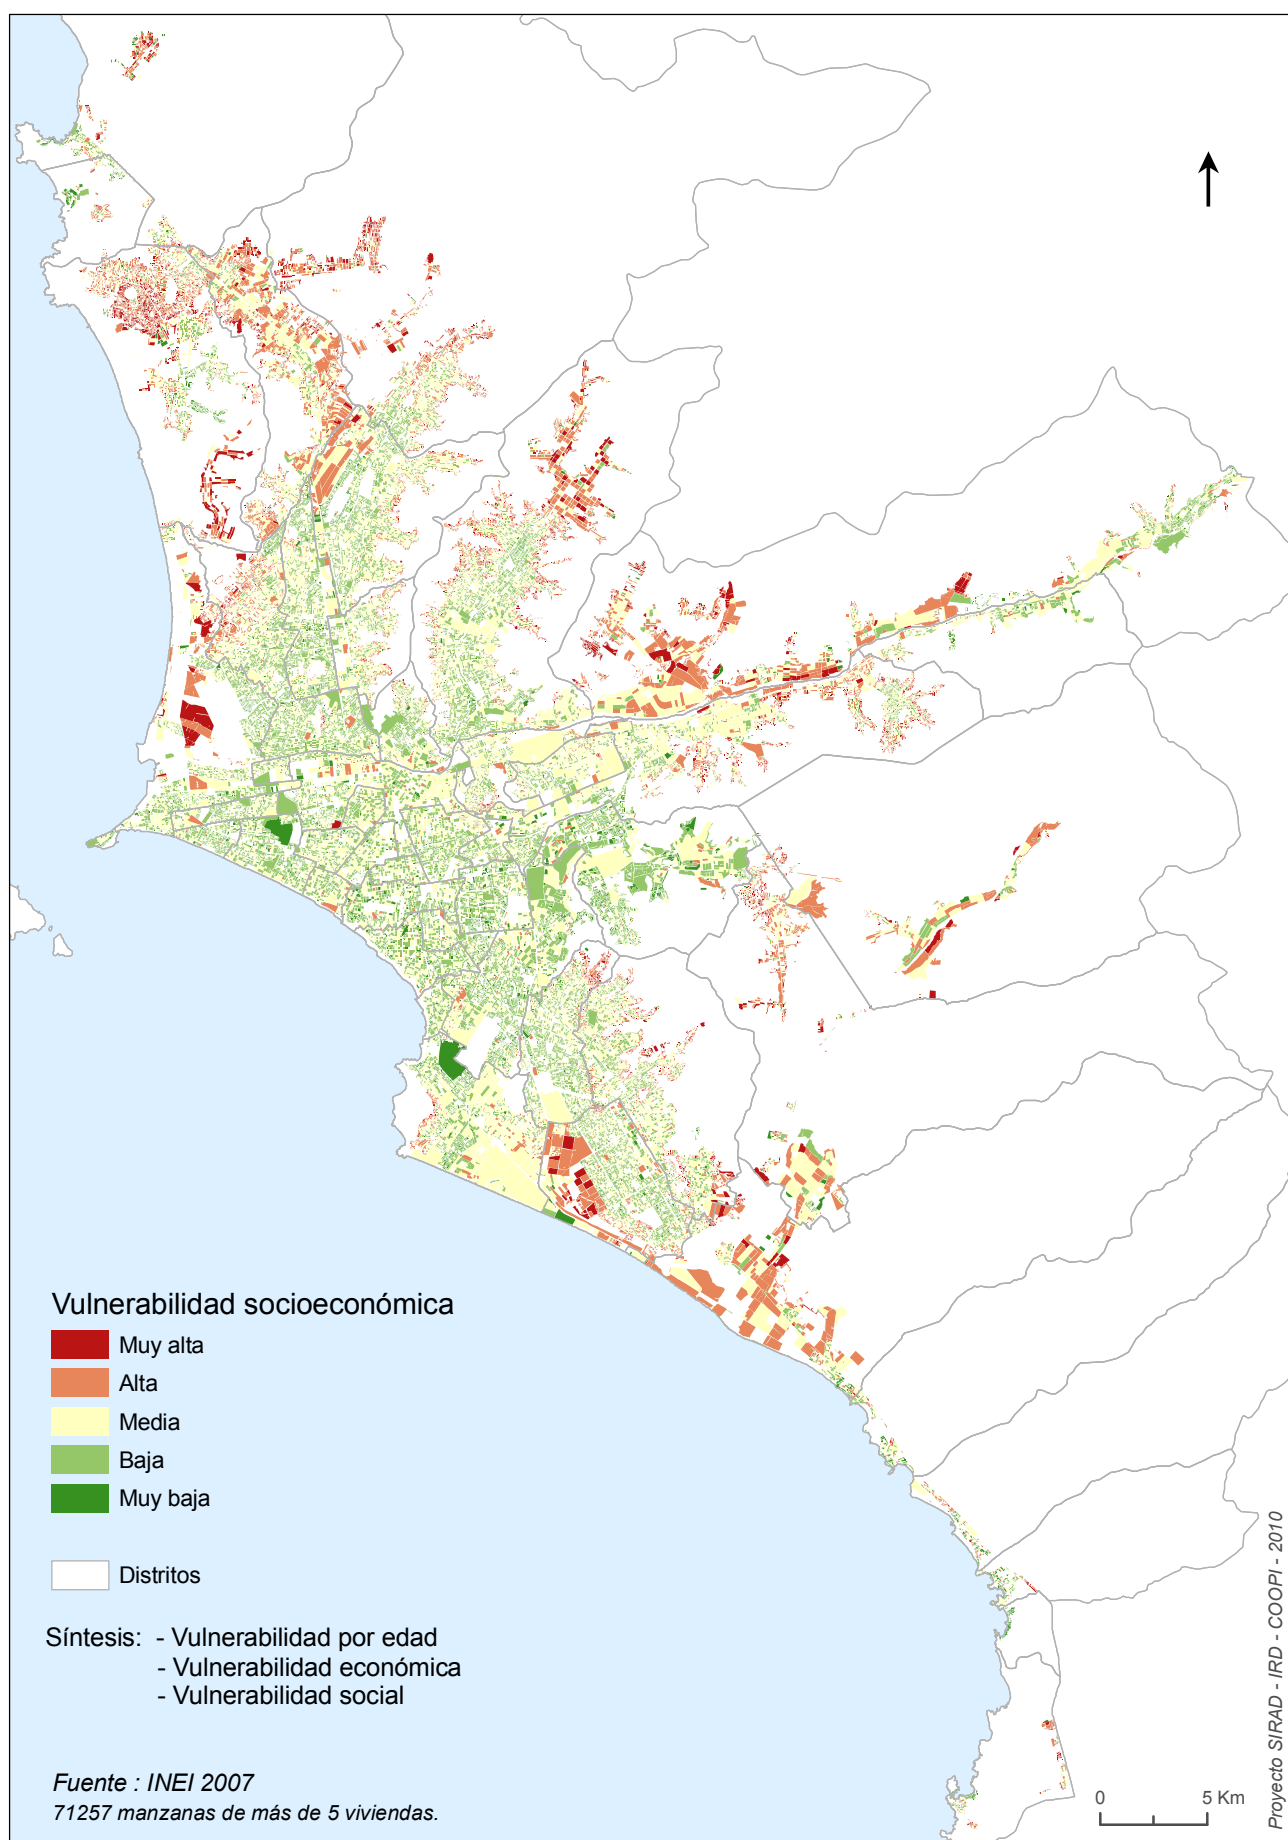 Vulnerabilidad socioeconómica
Muy alta
Alta
Media
Baja
Muy baja
Distritos
Síntesis: - Vulnerabilidad por edad
- Vulnerabilidad económica
- Vulnerabilidad social
Fuente : INEI 2007
71257 manzanas de más de 5 viviendas.
0 5 Km
Proyecto SIRAD - IRD - COOPI - 2010